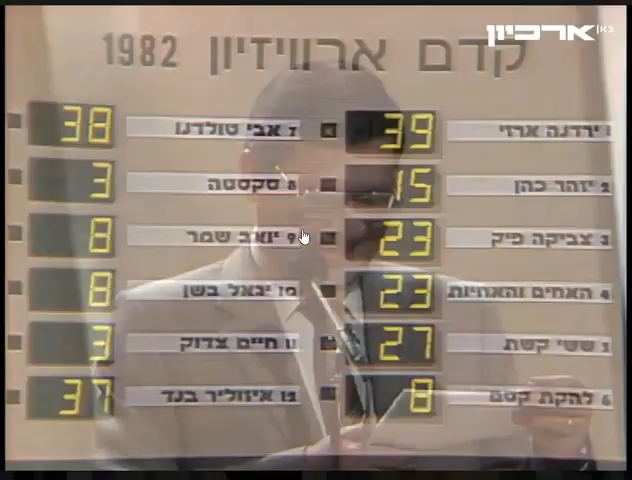 כאן ארכיון
קדם ארוויזיון 1982
1 ירדנה ארזי 39
2 יזהר כהן 15
3 צביקה פיק 23
4 האחים והאחיות 23
5 ששי קשת 27
6 להקת קסם 8
7 אבי טולדנו 38
8 סקסטה 3
9 יואב שמר 8
10 יגאל בשן 8
11 חיים צדוק 3
12 איזוליר בנד 37